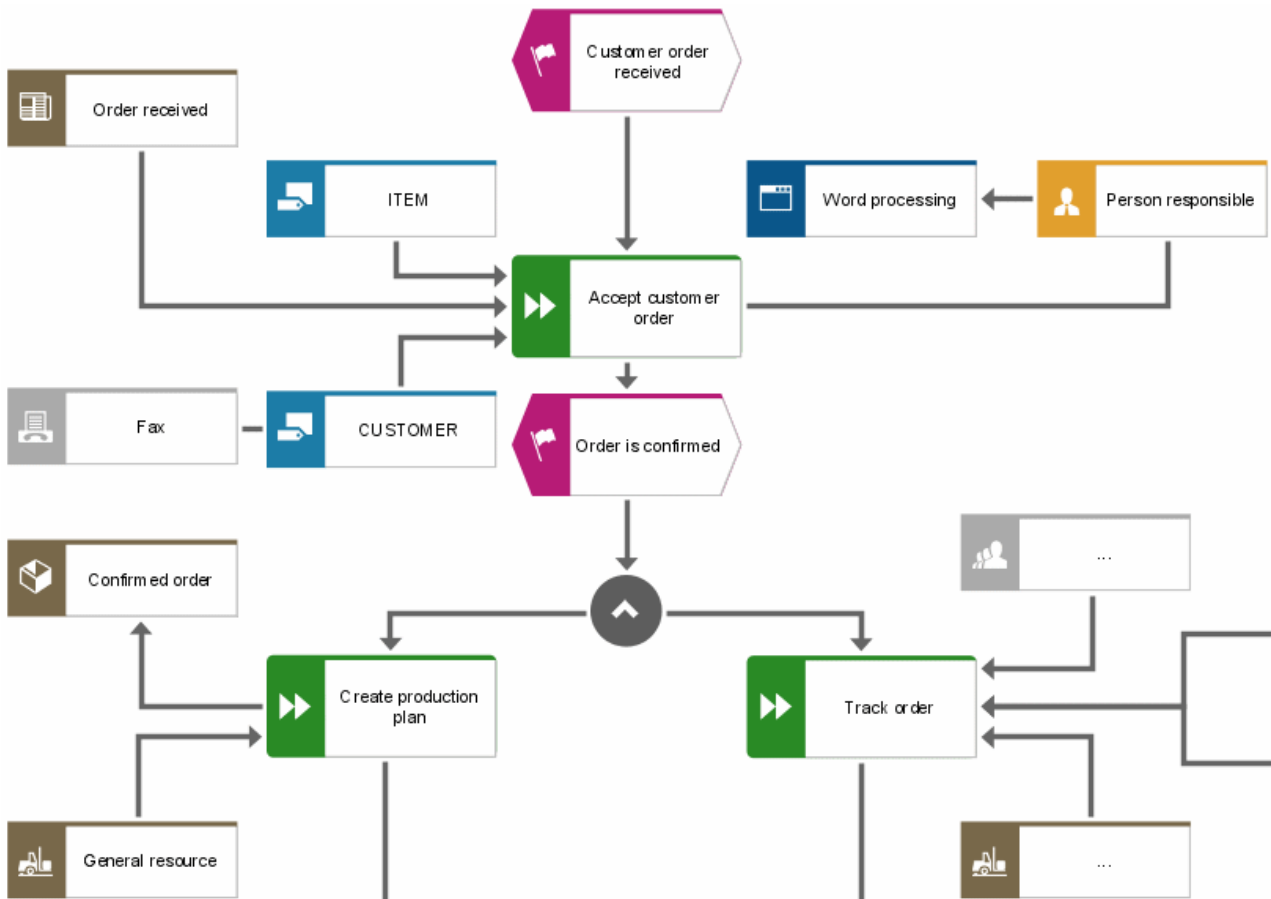 Customer order
received
Order received
ITEM
Word processing
Person responsible
Accept customer
order
Fax
CUSTOMER
Order is confirmed
Confirmed order
...
Create production
plan
Track order
General resource
...